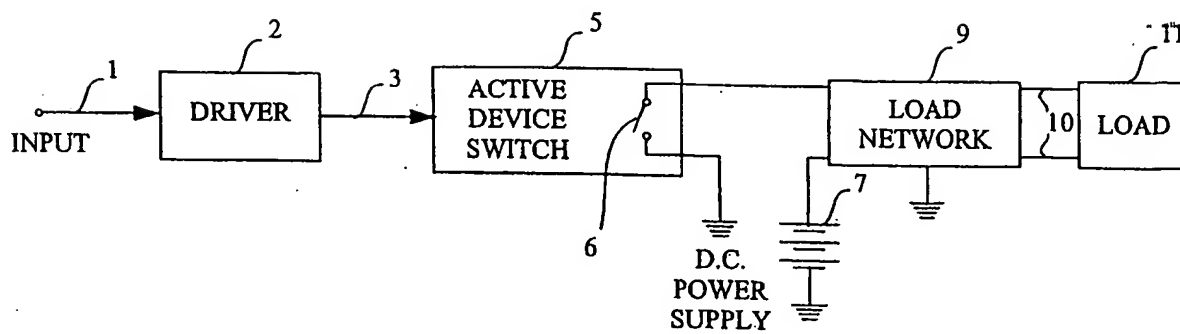 1
2
3
5
9
11
INPUT
DRIVER
ACTIVE
DEVICE
SWITCH
LOAD
NETWORK
10
LOAD
6
7
D.C.
POWER
SUPPLY